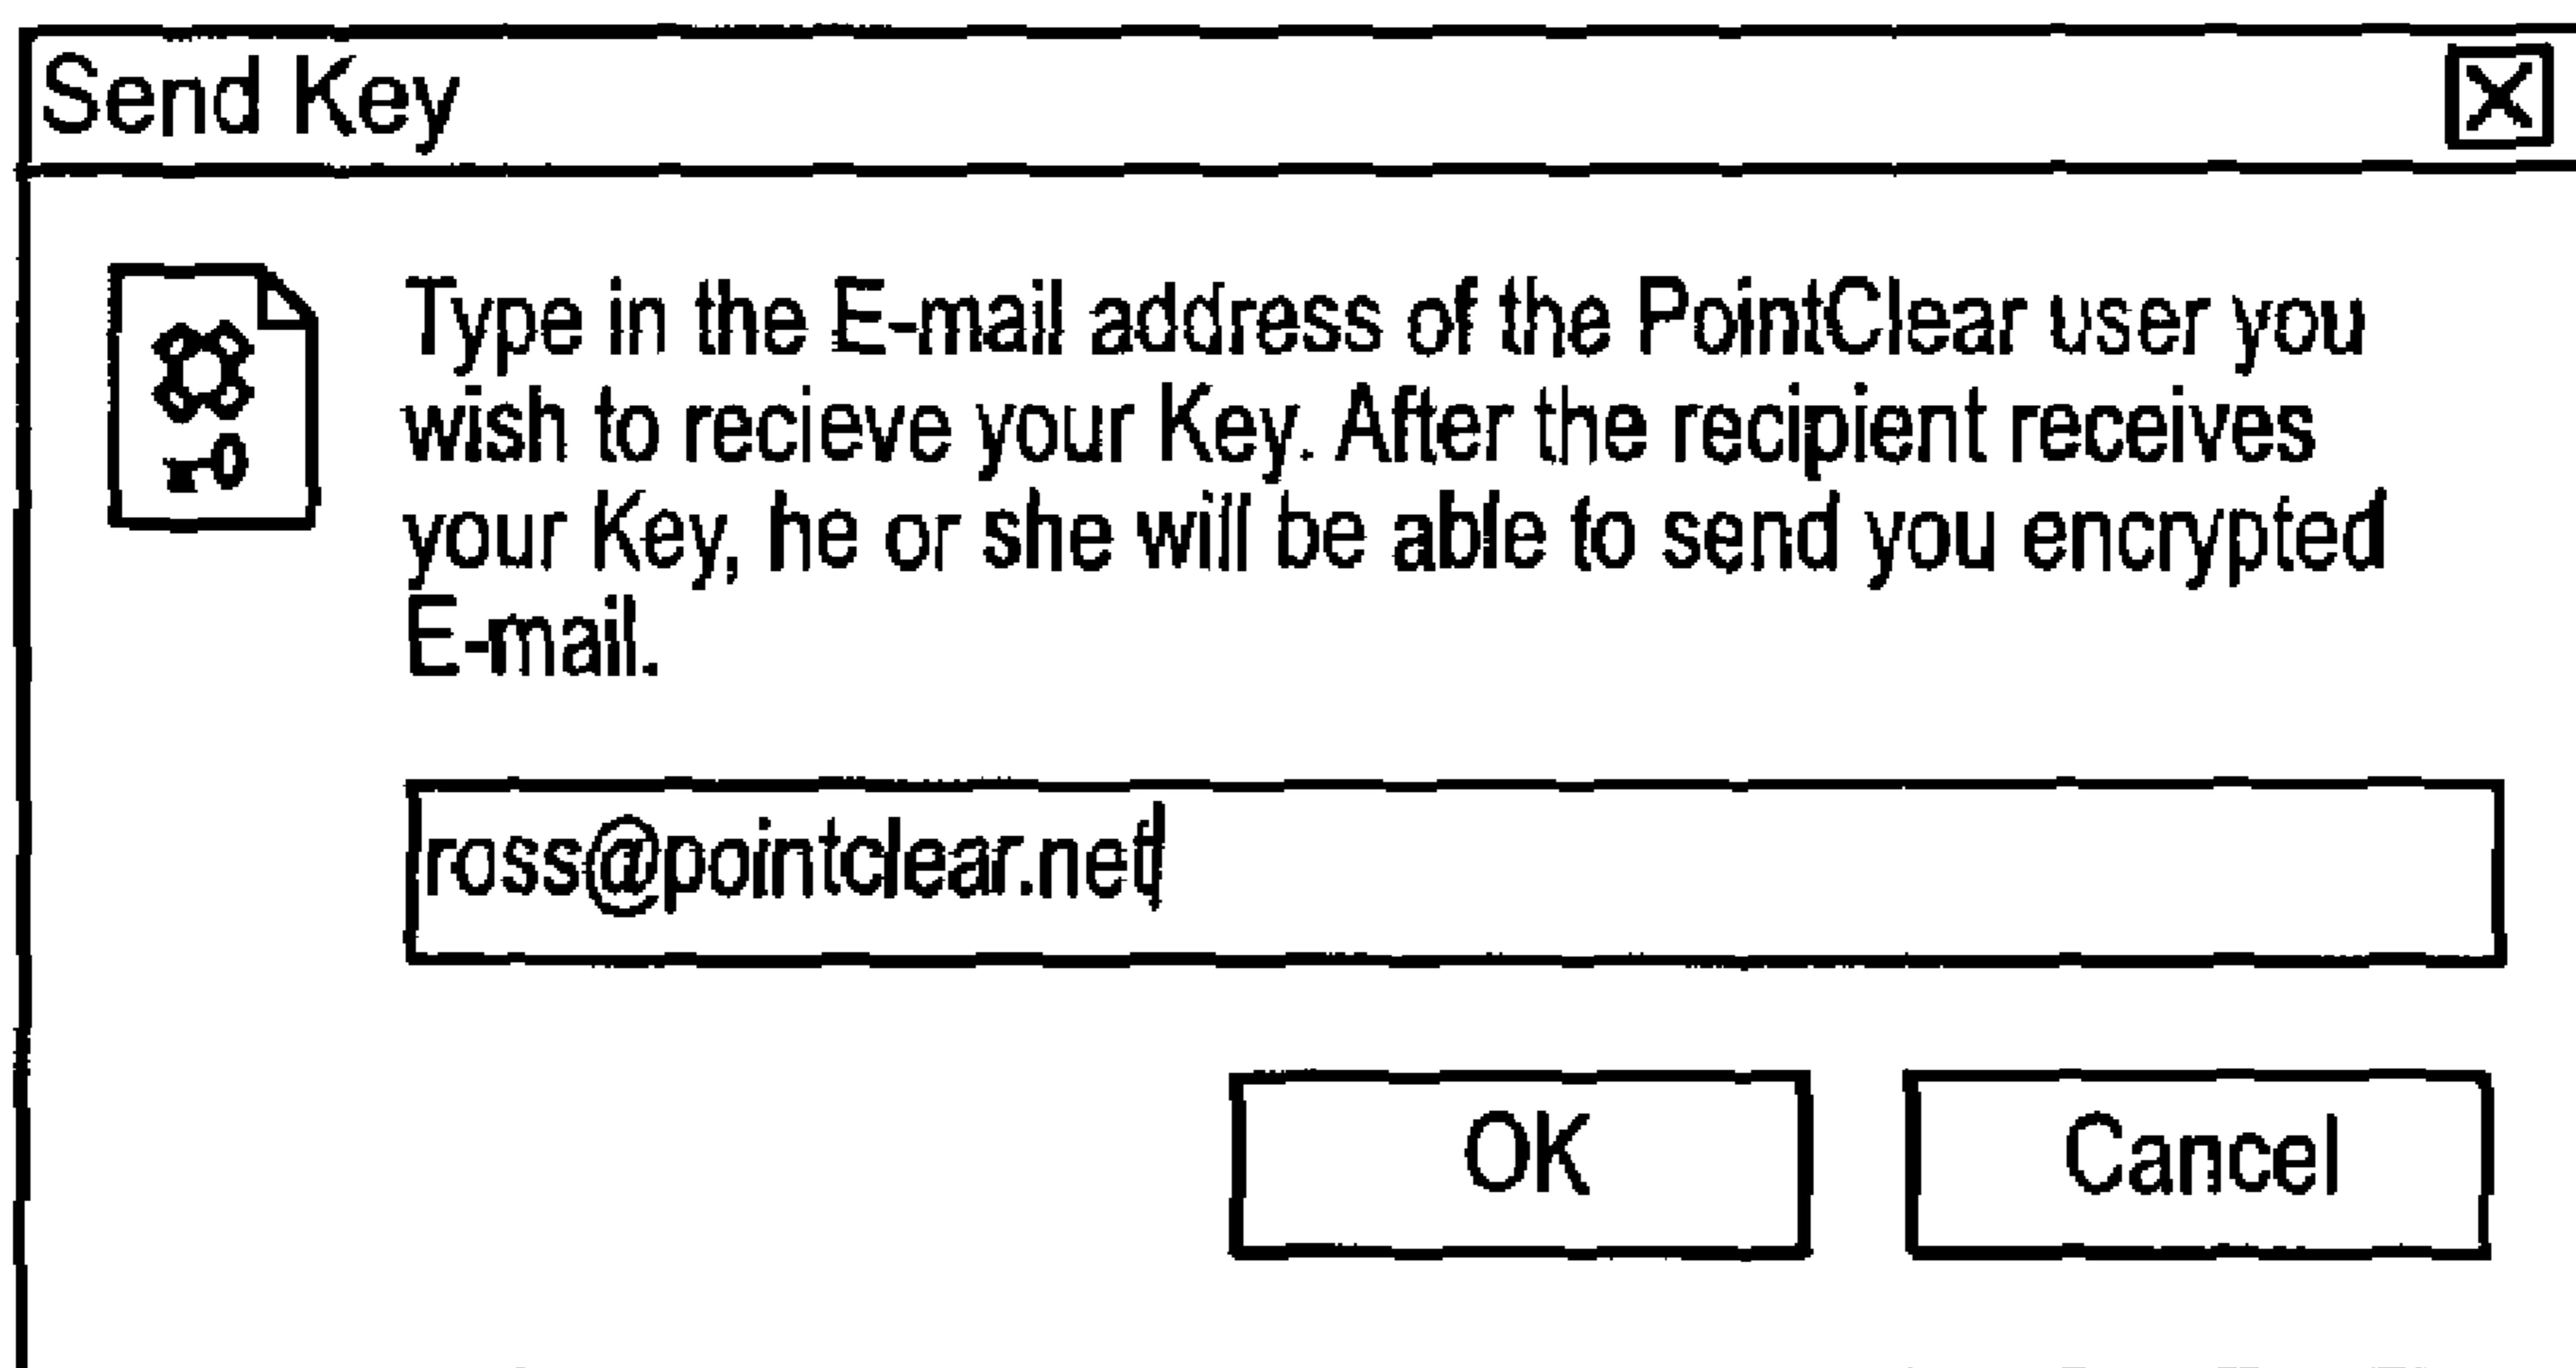 Send Key
Type in the E-mail address of the PointClear user you
wish to recieve your Key. After the recipient receives
your Key, he or she will be able to send you encrypted
E-mail.
ross@pointclear.net
OK Cancel